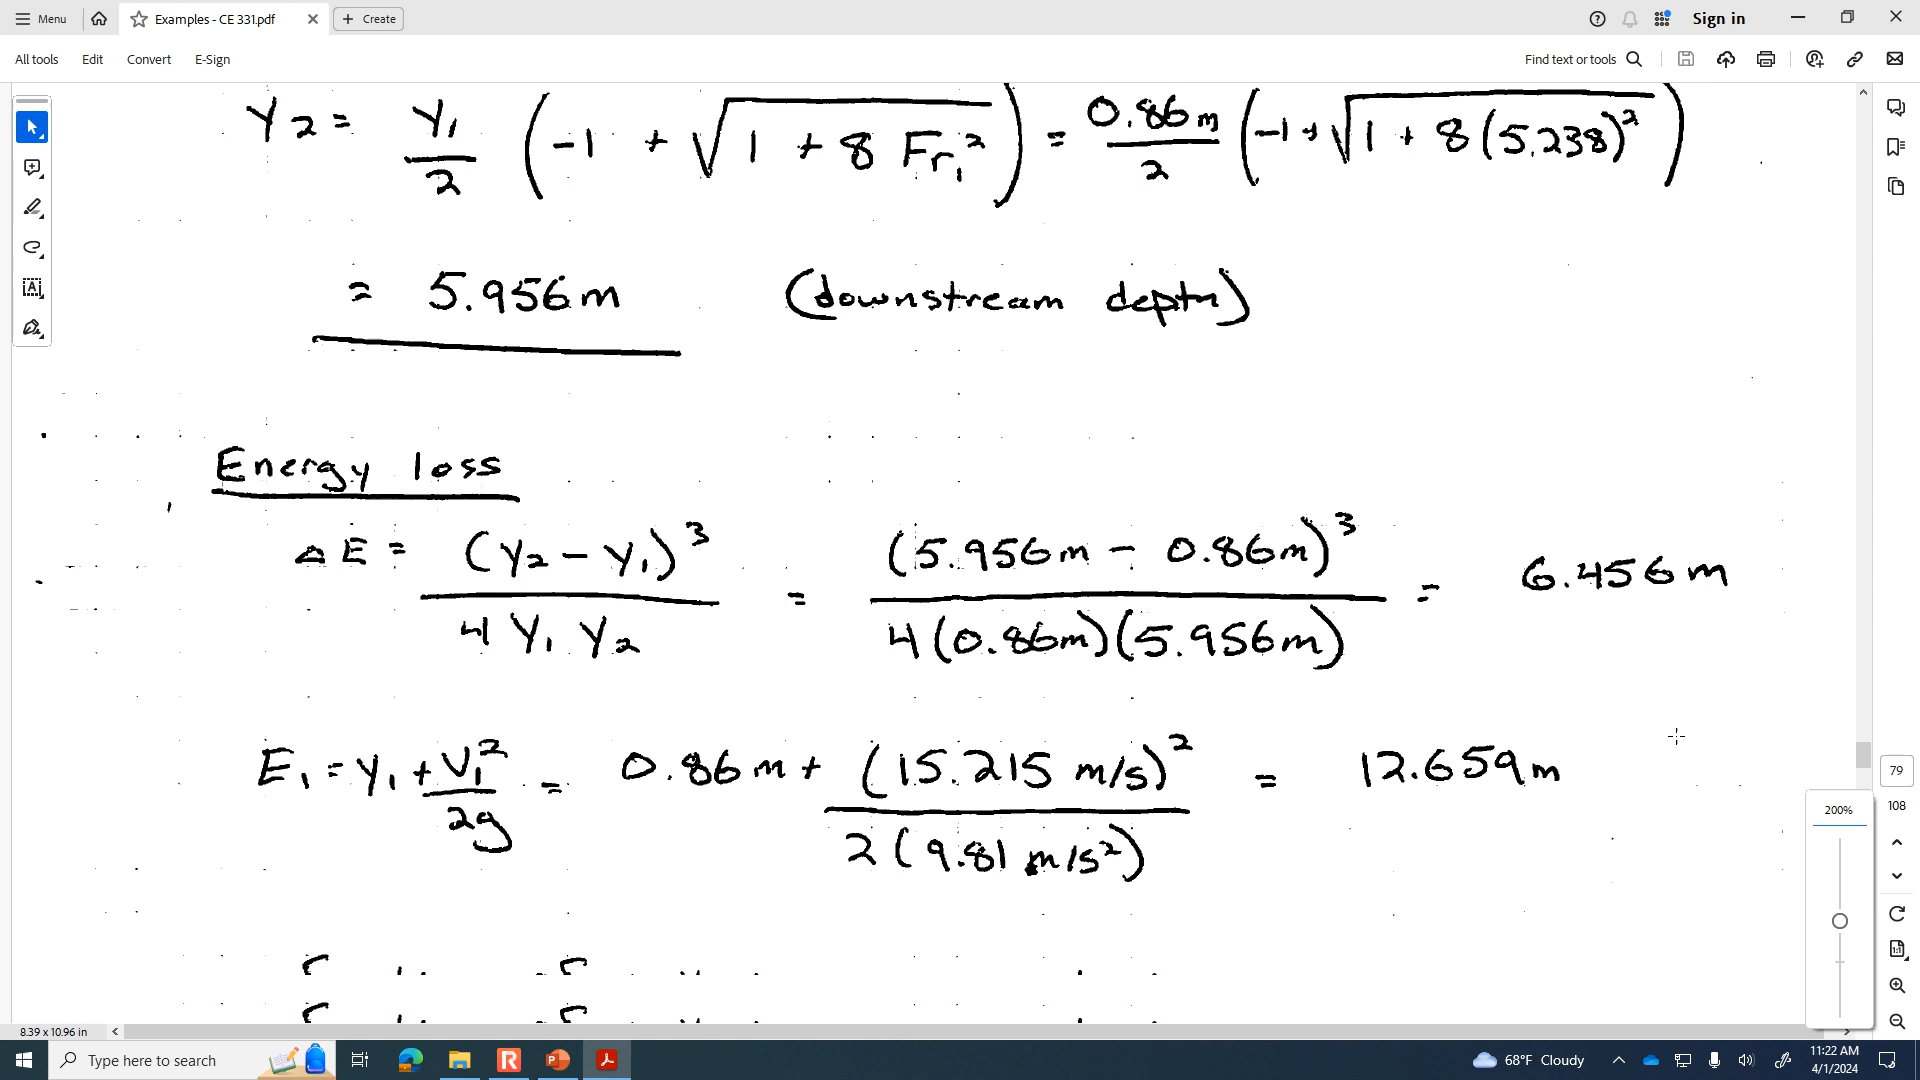 Menu
Examples - CE 331.pdf
Create
Sign in
All tools Edit Convert E-Sign
Find text or tools
Y2 = Y1/2 (-1 + √(1 + 8 Fr1²)) = 0.86m/2 (-1 + √(1 + 8(5.238)²))
= 5.956m (downstream depth)
Energy loss
ΔE = (Y2 - Y1)³ / 4 Y1 Y2 = (5.956m - 0.86m)³ / 4(0.86m)(5.956m) = 6.456m
E1 = Y1 + V1²/2g = 0.86m + (15.215 m/s)² / 2(9.81 m/s²) = 12.659m
79
108
200%
8.39 x 10.96 in
Type here to search
68°F Cloudy
11:22 AM
4/1/2024